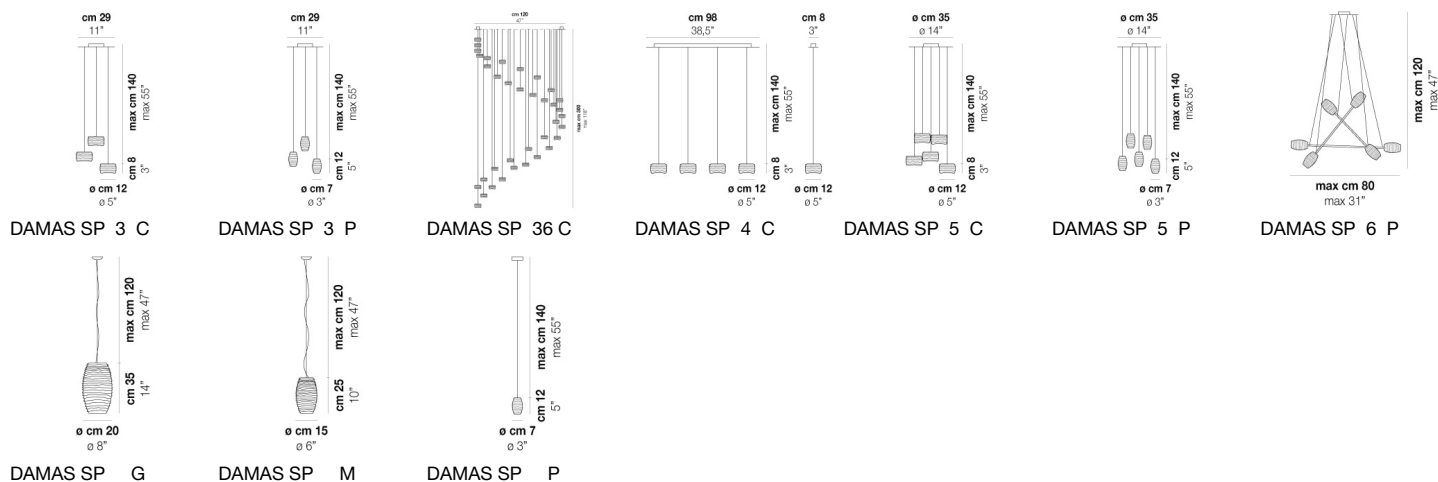 cm 29
11"
max cm 140
max 55"
cm 8
3"
ø cm 12
ø 5"
DAMAS SP 3 C
cm 29
11"
max cm 140
max 55"
cm 12
5"
ø cm 7
ø 3"
DAMAS SP 3 P
cm 120
47"
max cm 300
max 118"
DAMAS SP 36 C
cm 98
38,5"
max cm 140
max 55"
cm 8
3"
ø cm 12
ø 5"
cm 8
3"
ø cm 12
ø 5"
DAMAS SP 4 C
ø cm 35
ø 14"
max cm 140
max 55"
cm 8
3"
ø cm 12
ø 5"
DAMAS SP 5 C
ø cm 35
ø 14"
max cm 140
max 55"
cm 12
5"
ø cm 7
ø 3"
DAMAS SP 5 P
max cm 120
max 47"
max cm 80
max 31"
DAMAS SP 6 P
max cm 120
max 47"
cm 35
14"
ø cm 20
ø 8"
DAMAS SP G
max cm 120
max 47"
cm 25
10"
ø cm 15
ø 6"
DAMAS SP M
max cm 140
max 55"
cm 12
5"
ø cm 7
ø 3"
DAMAS SP P